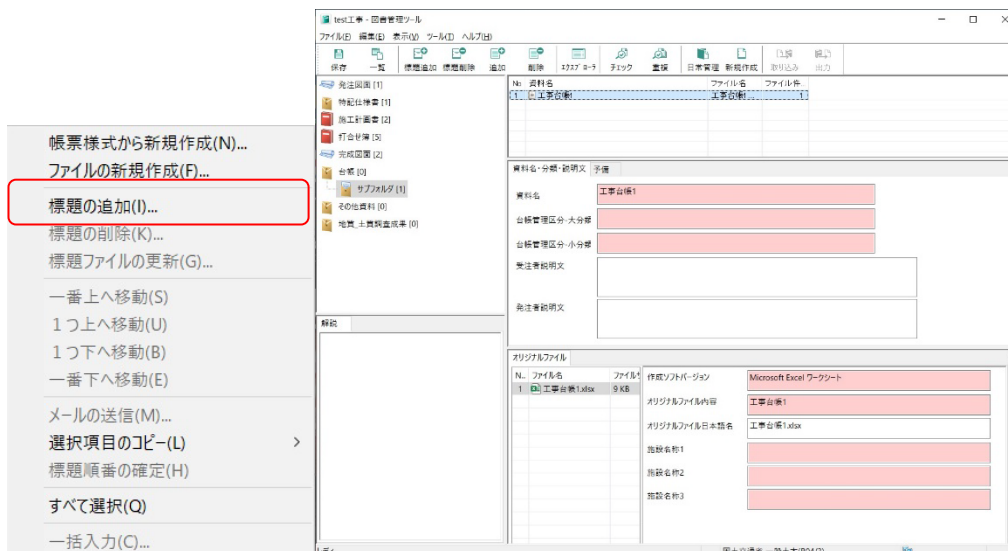 帳票様式から新規作成(N)...
ファイルの新規作成(F)...
標題の追加(I)...
標題の削除(K)...
標題ファイルの更新(G)...
一番上へ移動(S)
１つ上へ移動(U)
１つ下へ移動(B)
一番下へ移動(E)
メールの送信(M)...
選択項目のコピー(L)
標題順番の確定(H)
すべて選択(Q)
一括入力(C)...
test工事 - 図書管理ツール
ファイル(F) 編集(E) 表示(V) ツール(T) ヘルプ(H)
保存 一覧 標題追加 標題削除 追加 削除 ｴｸｽﾌﾟﾛｰﾗ チェック 重複 日常管理 新規作成 取り込み 出力
発注図面 [1]
特記仕様書 [1]
施工計画書 [2]
打合せ簿 [5]
完成図面 [2]
台帳 [0]
サブフォルダ [1]
その他資料 [0]
地質_土質調査成果 [0]
解説
No 資料名 ファイル名 ファイル件..
1 工事台帳1 工事台帳1... 1
資料名・分類・説明文 予備
資料名 工事台帳1
台帳管理区分-大分類
台帳管理区分-小分類
受注者説明文
発注者説明文
オリジナルファイル
N... ファイル名 ファイルサ
1 工事台帳1.xlsx 9 KB
作成ソフトバージョン Microsoft Excel ワークシート
オリジナルファイル内容 工事台帳1
オリジナルファイル日本語名 工事台帳1.xlsx
施設名称1
施設名称2
施設名称3